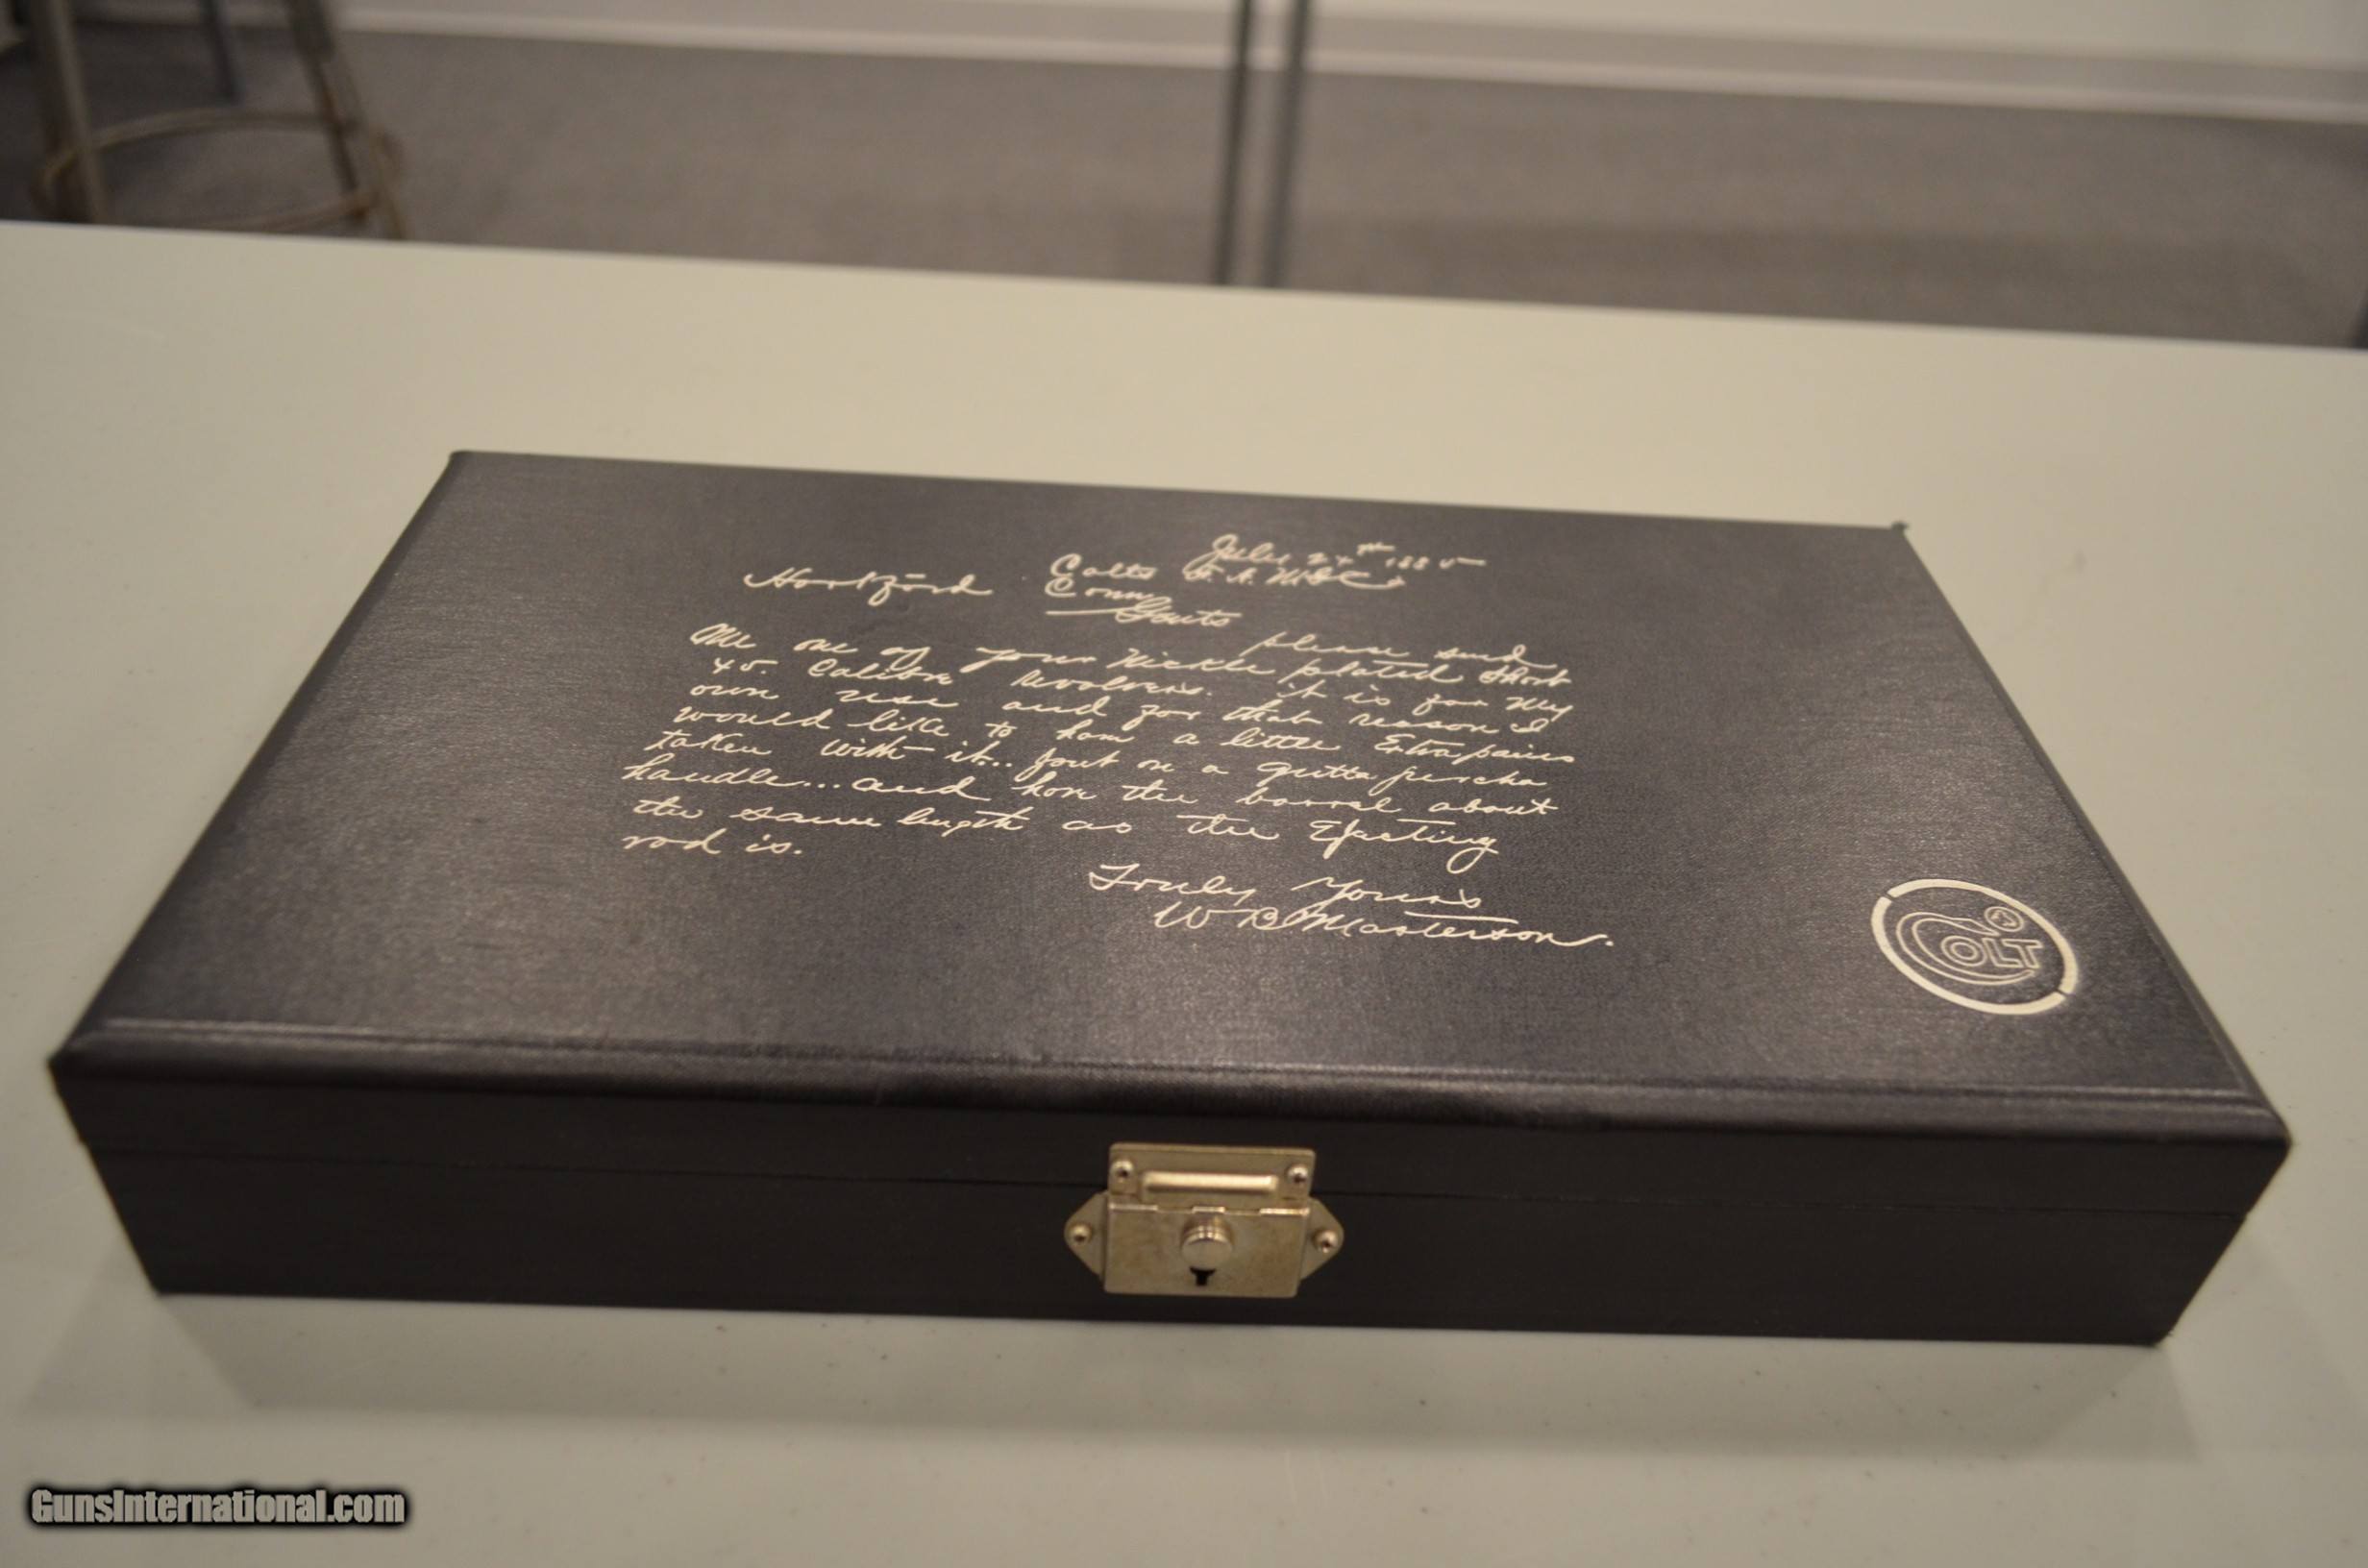 July 24th 1885
Colts F. A. Mfg Co
Hartford Conn
Gents
please send
Me one of your Nickle plated Short
45. Calibre revolvers. it is for my
own use and for that reason I
would like to have a little Extra paines
taken with it... put on a gutta percha
handle... and have the barrel about
the same length as the Ejecting
rod is.
Truly Yours
W B Masterson.
COLT
GunsInternational.com